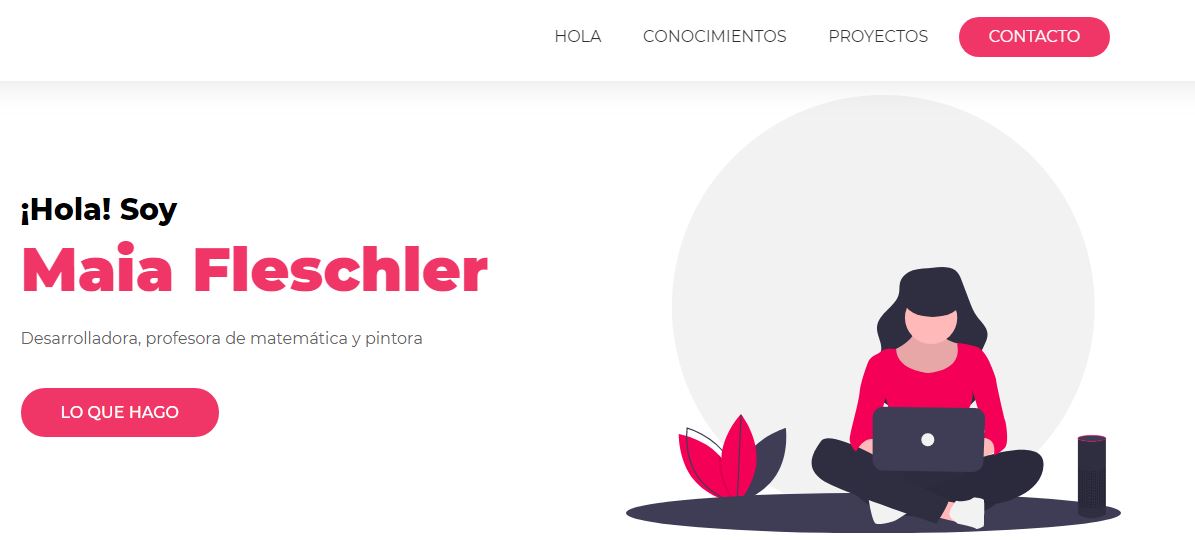 HOLA CONOCIMIENTOS PROYECTOS CONTACTO
¡Hola! Soy
Maia Fleschler
Desarrolladora, profesora de matemática y pintora
LO QUE HAGO